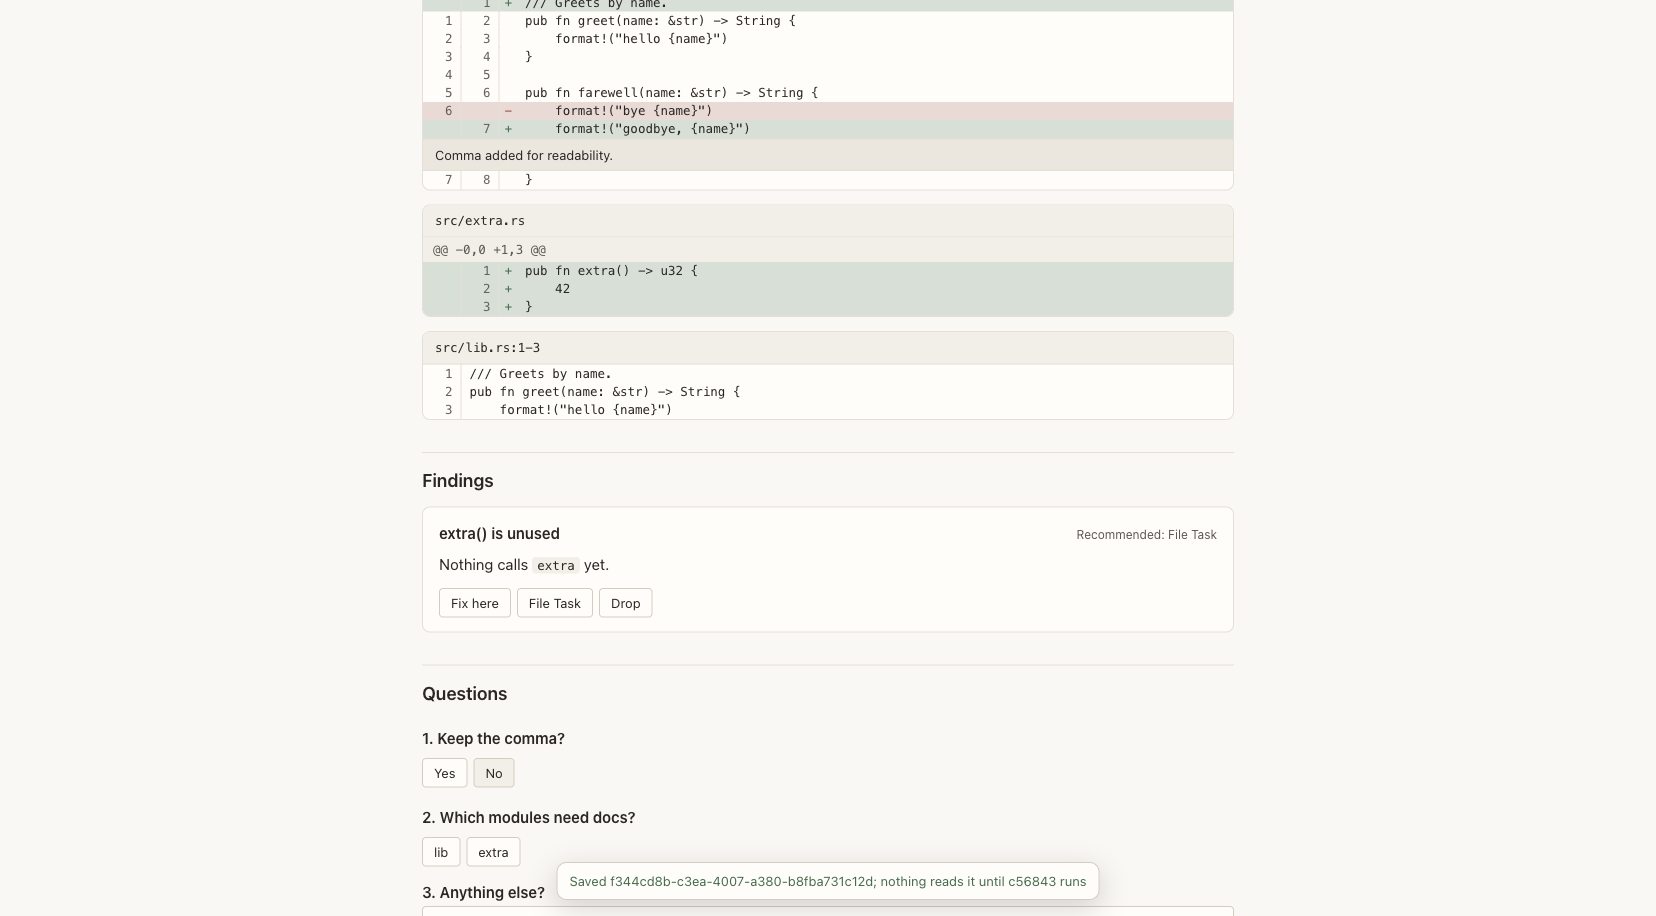 1 + /// Greets by name.
1 2 pub fn greet(name: &str) -> String {
2 3 format!("hello {name}")
3 4 }
4 5
5 6 pub fn farewell(name: &str) -> String {
6 − format!("bye {name}")
7 + format!("goodbye, {name}")
Comma added for readability.
7 8 }
src/extra.rs
@@ -0,0 +1,3 @@
1 + pub fn extra() -> u32 {
2 + 42
3 + }
src/lib.rs:1–3
1 /// Greets by name.
2 pub fn greet(name: &str) -> String {
3 format!("hello {name}")
Findings
extra() is unused
Recommended: File Task
Nothing calls extra yet.
Fix here File Task Drop
Questions
1. Keep the comma?
Yes No
2. Which modules need docs?
lib extra
3. Anything else?
Saved f344cd8b-c3ea-4007-a380-b8fba731c12d; nothing reads it until c56843 runs